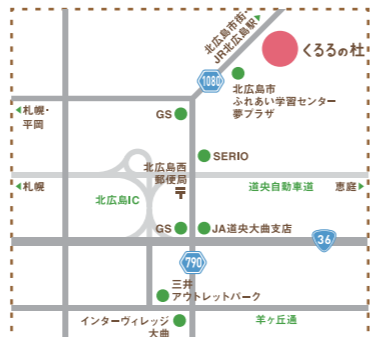 北広島市街・
JR北広島駅▶
くるるの杜
1080
北広島市
ふれあい学習センター
夢プラザ
◀札幌・
平岡
GS
SERIO
北広島西
郵便局
〒
◀札幌
道央自動車道
恵庭▶
北広島IC
GS
JA道央大曲支店
36
790
三井
アウトレットパーク
インターヴィレッジ
大曲
羊ヶ丘通